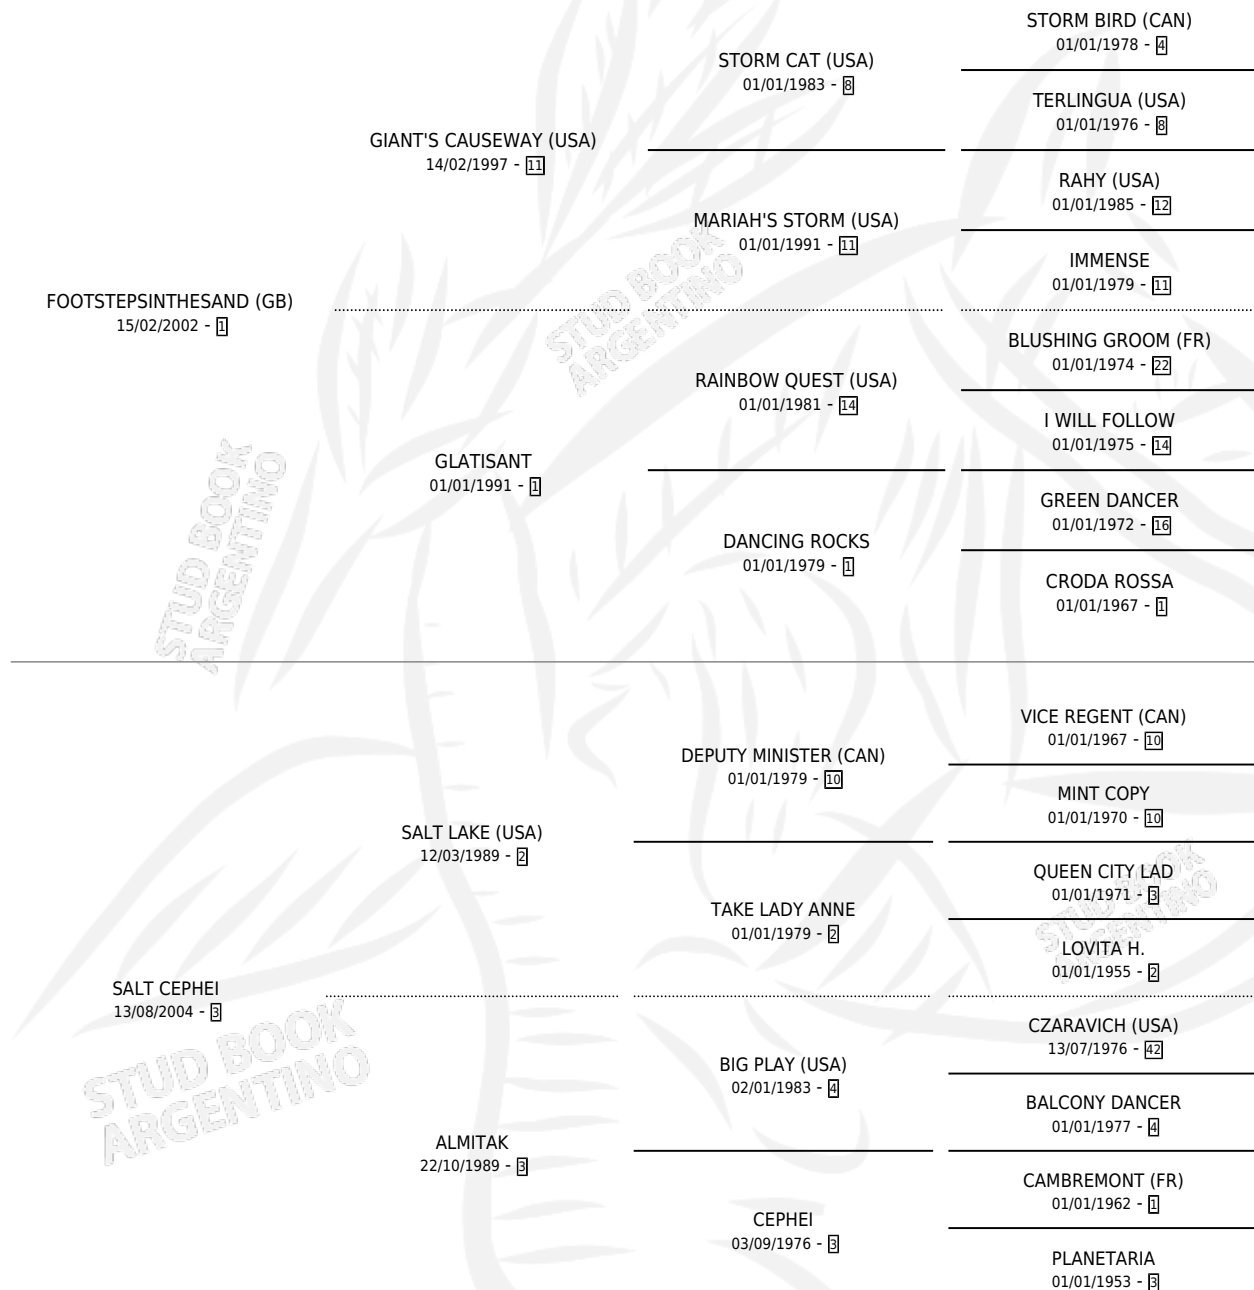 STORM BIRD (CAN)
01/01/1978 - 4
STORM CAT (USA)
01/01/1983 - 8
TERLINGUA (USA)
01/01/1976 - 8
GIANT'S CAUSEWAY (USA)
14/02/1997 - 11
RAHY (USA)
01/01/1985 - 12
MARIAH'S STORM (USA)
01/01/1991 - 11
IMMENSE
01/01/1979 - 11
FOOTSTEPSINTHESAND (GB)
15/02/2002 - 1
BLUSHING GROOM (FR)
01/01/1974 - 22
RAINBOW QUEST (USA)
01/01/1981 - 14
I WILL FOLLOW
01/01/1975 - 14
GLATISANT
01/01/1991 - 1
GREEN DANCER
01/01/1972 - 16
DANCING ROCKS
01/01/1979 - 1
CRODA ROSSA
01/01/1967 - 1
VICE REGENT (CAN)
01/01/1967 - 10
DEPUTY MINISTER (CAN)
01/01/1979 - 10
MINT COPY
01/01/1970 - 10
SALT LAKE (USA)
12/03/1989 - 2
QUEEN CITY LAD
01/01/1971 - 3
TAKE LADY ANNE
01/01/1979 - 2
LOVITA H.
01/01/1955 - 2
SALT CEPHEI
13/08/2004 - 3
CZARAVICH (USA)
13/07/1976 - 42
BIG PLAY (USA)
02/01/1983 - 4
BALCONY DANCER
01/01/1977 - 4
ALMITAK
22/10/1989 - 3
CAMBREMONT (FR)
01/01/1962 - 1
CEPHEI
03/09/1976 - 3
PLANETARIA
01/01/1953 - 3
STUD BOOK
ARGENTINO
STUD BOOK
ARGENTINO
STUD BOOK
ARGENTINO
STUD BOOK
ARGENTINO